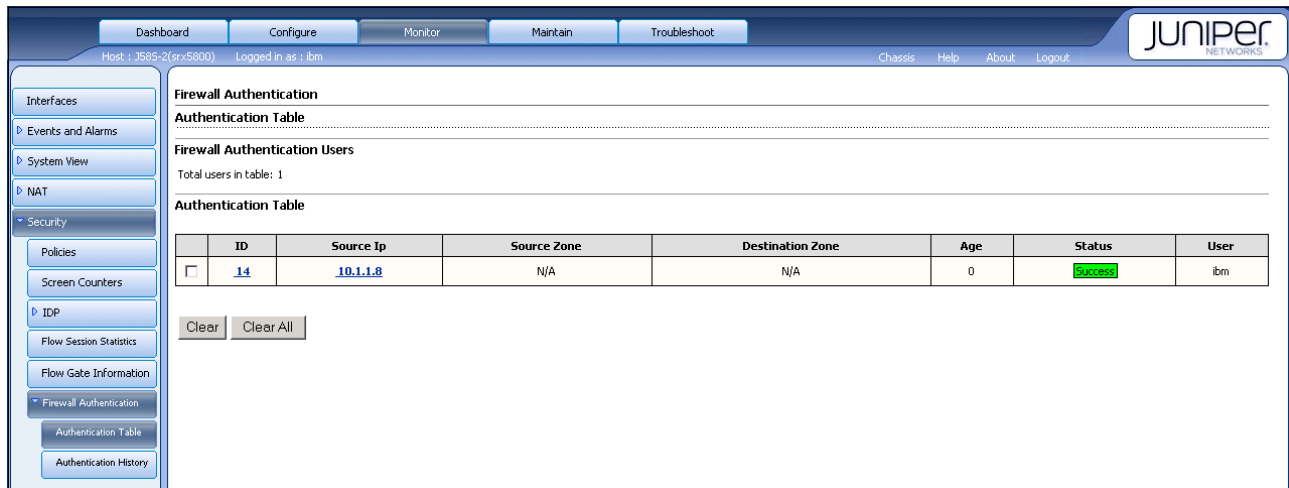 Dashboard Configure Monitor Maintain Troubleshoot
JUNIPER
NETWORKS
Host : J58S-2(srx5800) Logged in as : ibm Chassis Help About Logout
Interfaces
Events and Alarms
System View
NAT
Security
Policies
Screen Counters
IDP
Flow Session Statistics
Flow Gate Information
Firewall Authentication
Authentication Table
Authentication History
Firewall Authentication
Authentication Table
Firewall Authentication Users
Total users in table: 1
Authentication Table
ID Source Ip Source Zone Destination Zone Age Status User
14 10.1.1.8 N/A N/A 0 Success ibm
Clear Clear All